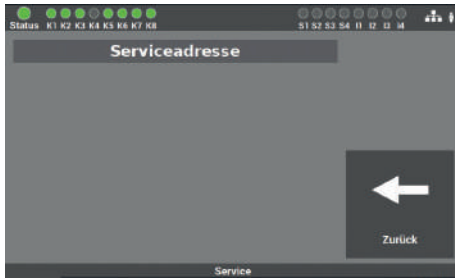 Status K1 K2 K3 K4 K5 K6 K7 K8 S1 S2 S3 S4 I1 I2 I3 I4
Serviceadresse
Zurück
Service